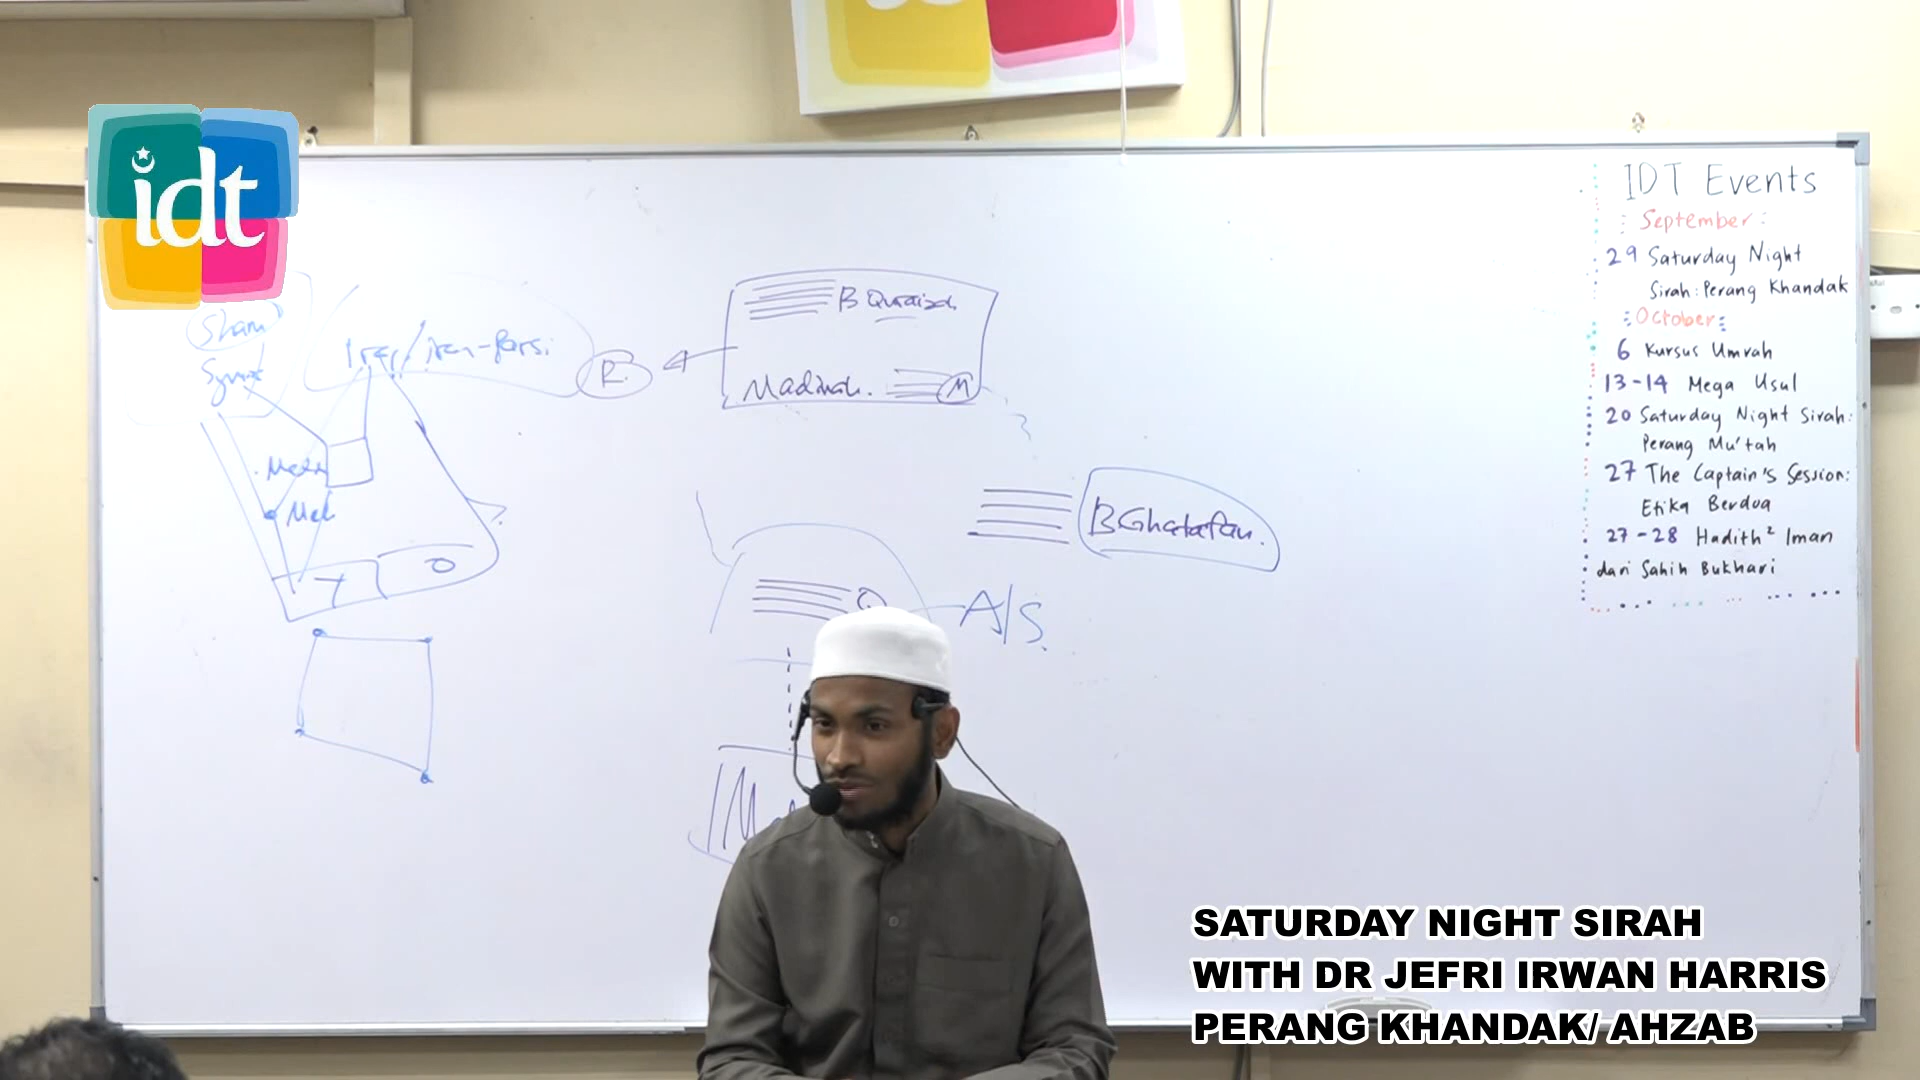 idt
Sham
Syria
Iraq/iran-parsi
R
B Quraish
Madinah.
M
Mek
Y
O
B Ghatafan.
Q
A/S.
IDT Events
: September :
29 Saturday Night
Sirah: Perang Khandak
: October :
6 Kursus Umrah
13-14 Mega Usul
20 Saturday Night Sirah:
Perang Mu'tah
27 The Captain's Session:
Etika Berdoa
27-28 Hadith² Iman
dari Sahih Bukhari
SATURDAY NIGHT SIRAH
WITH DR JEFRI IRWAN HARRIS
PERANG KHANDAK/ AHZAB